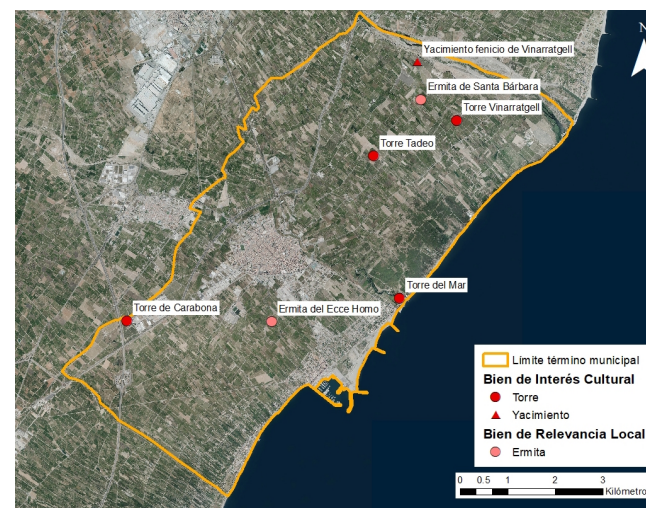 N
Yacimiento fenicio de Vinarratgell
Ermita de Santa Bárbara
Torre Vinarratgell
Torre Tadeo
Torre del Mar
Torre de Carabona
Ermita del Ecce Homo
Límite término municipal
Bien de Interés Cultural
Torre
Yacimiento
Bien de Relevancia Local
Ermita
0 0.5 1 2 3
Kilómetro